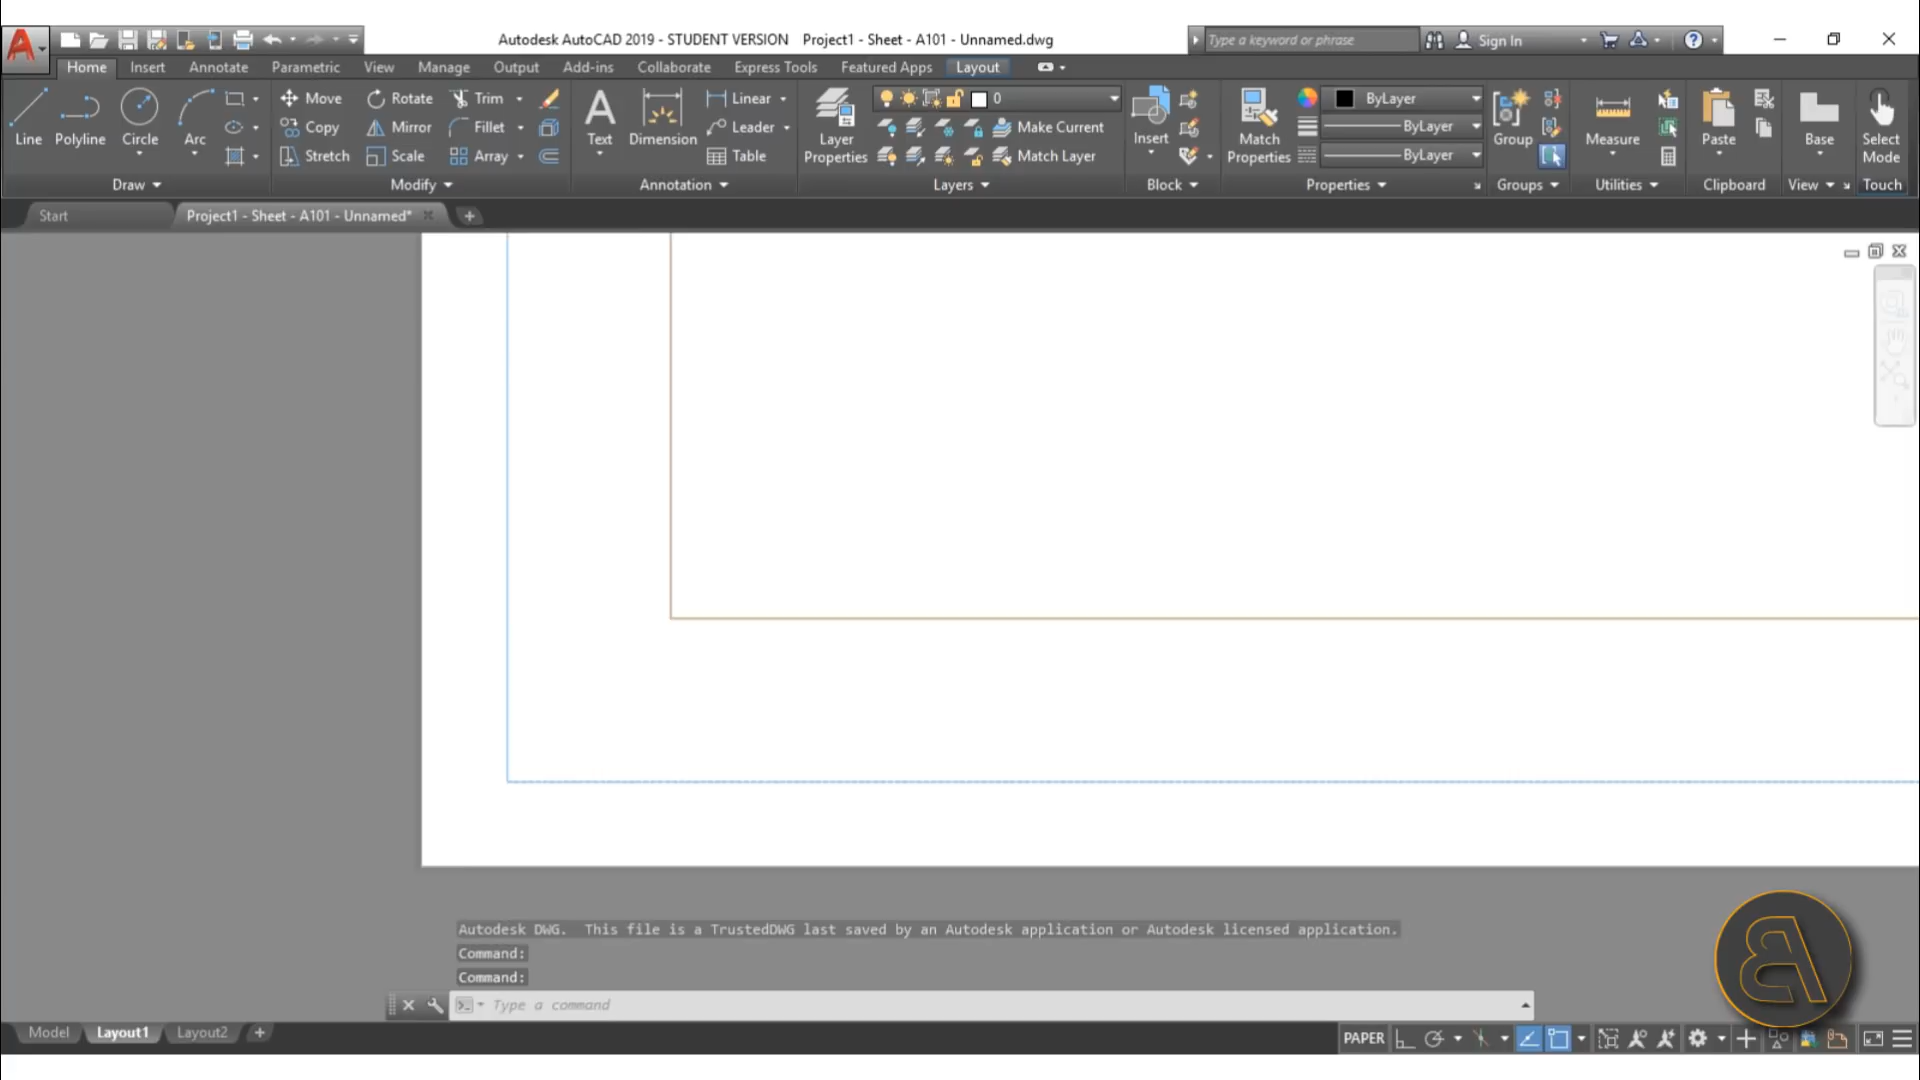 Autodesk AutoCAD 2019 - STUDENT VERSION Project1 - Sheet - A101 - Unnamed.dwg
Type a keyword or phrase
Sign In
Home Insert Annotate Parametric View Manage Output Add-ins Collaborate Express Tools Featured Apps Layout
Line Polyline Circle Arc
Draw
Move Rotate Trim
Copy Mirror Fillet
Stretch Scale Array
Modify
Text Dimension
Linear
Leader
Table
Annotation
Layer Properties
0
Make Current
Match Layer
Layers
Insert
Block
Match Properties
ByLayer
ByLayer
ByLayer
Properties
Group
Groups
Measure
Utilities
Paste
Clipboard
Base
View
Select Mode
Touch
Start
Project1 - Sheet - A101 - Unnamed*
Autodesk DWG. This file is a TrustedDWG last saved by an Autodesk application or Autodesk licensed application.
Command:
Command:
Type a command
Model Layout1 Layout2
PAPER